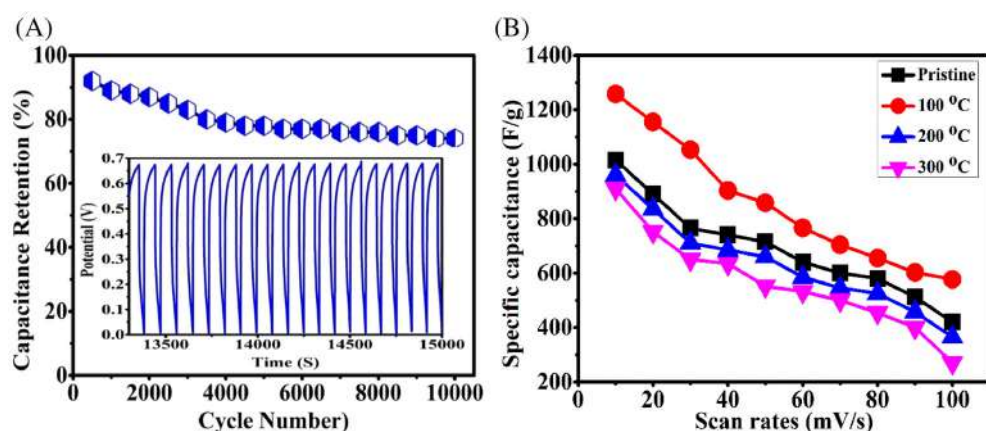 (A)
100
80
60
40
20
0
Capacitance Retention (%)
0 2000 4000 6000 8000 10000
Cycle Number)
0.7
0.6
0.5
0.4
0.3
0.2
0.1
0.0
Potential (V)
13500 14000 14500 15000
Time (S)
(B)
1400
1200
1000
800
600
400
200
Specific capacitance (F/g)
20 40 60 80 100
Scan rates (mV/s)
Pristine
100 ⁰C
200 ⁰C
300 ⁰C